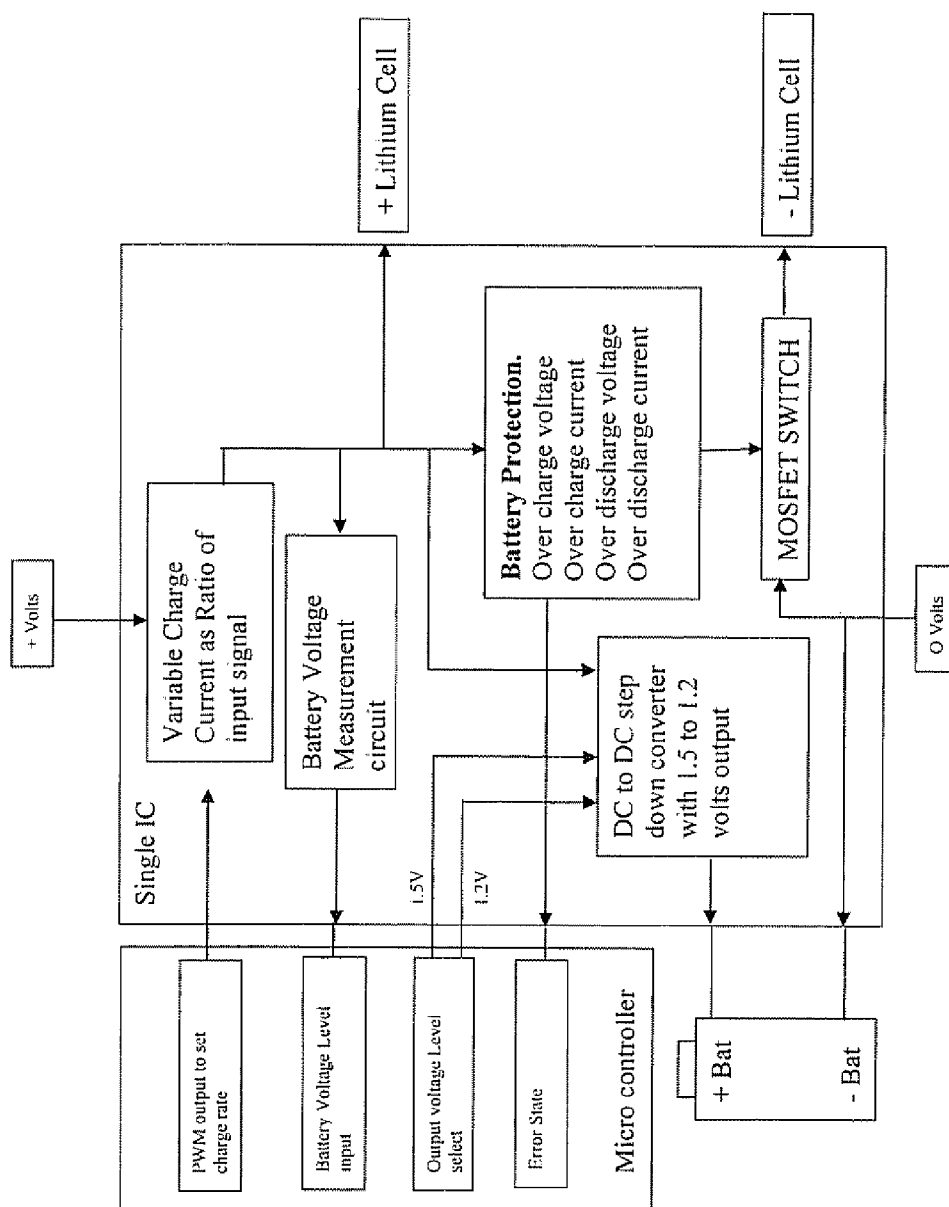 + Volts
Single IC
Variable Charge
Current as Ratio of
input signal
Battery Voltage
Measurement
circuit
+ Lithium Cell
Battery Protection.
Over charge voltage
Over charge current
Over discharge voltage
Over discharge current
MOSFET SWITCH
- Lithium Cell
PWM output to set
charge rate
Battery Voltage Level
input
Output voltage Level
select
Error State
Micro controller
1.5V
1.2V
DC to DC step
down converter
with 1.5 to 1.2
volts output
+ Bat
- Bat
O Volts